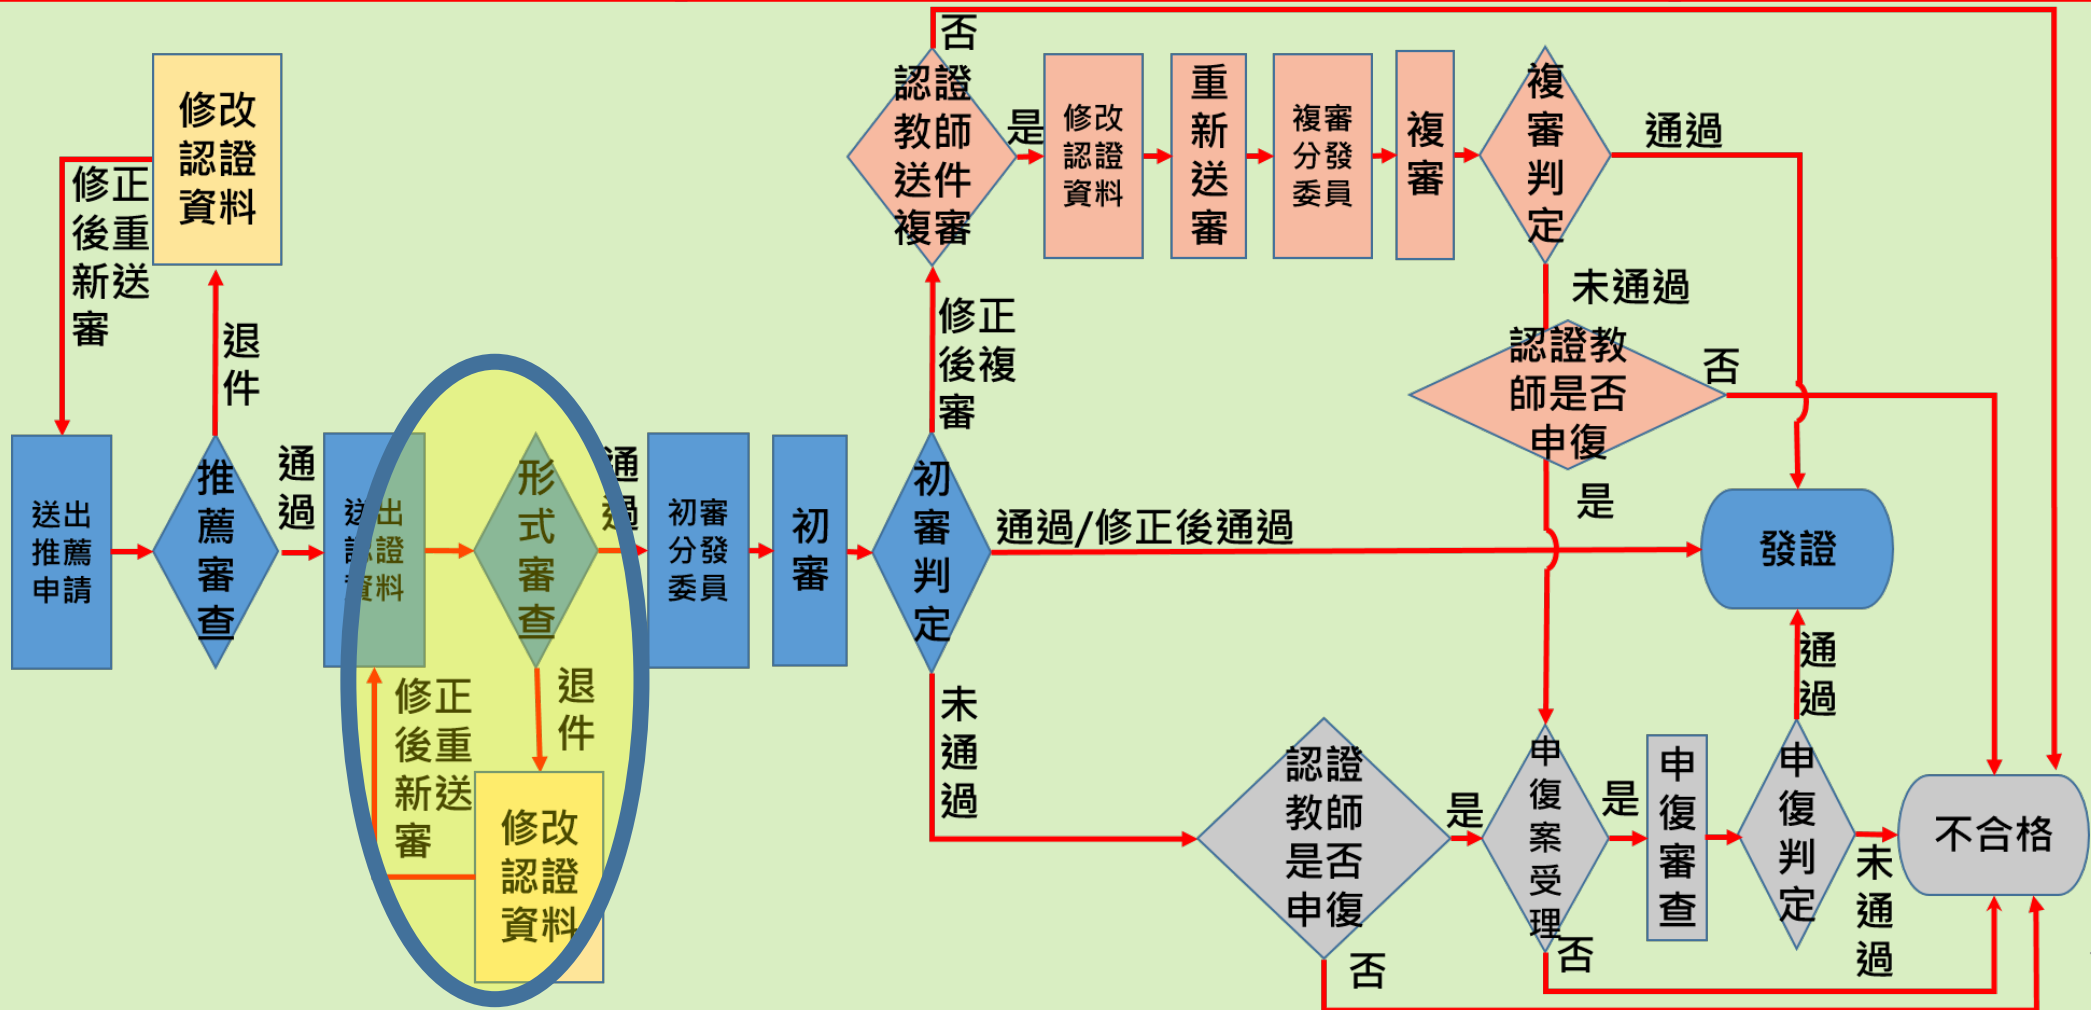 否
認證
教師
送件
複審
是
修改
認證
資料
重
新
送
審
複審
分發
委員
複
審
複
審
判
定
通過
未通過
認證教
師是否
申復
否
是
修改
認證
資料
修正
後重
新送
審
退
件
修正
後複
審
送出
推薦
申請
推
薦
審
查
通
過
送出
認證
資料
形
式
審
查
通
過
退
件
修正
後重
新送
審
修改
認證
資料
初審
分發
委員
初
審
初
審
判
定
通過/修正後通過
發證
未
通
過
認證
教師
是否
申復
是
否
申
復
案
受
理
是
否
申
復
審
查
申
復
判
定
通
過
未
通
過
不合格